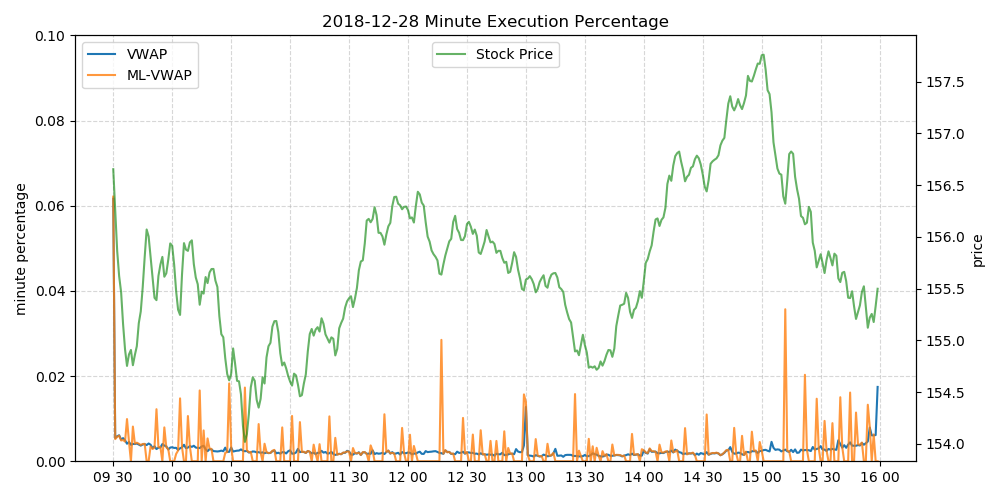 2018-12-28 Minute Execution Percentage
VWAP
ML-VWAP
Stock Price
minute percentage
0.10
0.08
0.06
0.04
0.02
0.00
157.5
157.0
156.5
156.0
155.5
155.0
154.5
154.0
price
09 30 10 00 10 30 11 00 11 30 12 00 12 30 13 00 13 30 14 00 14 30 15 00 15 30 16 00